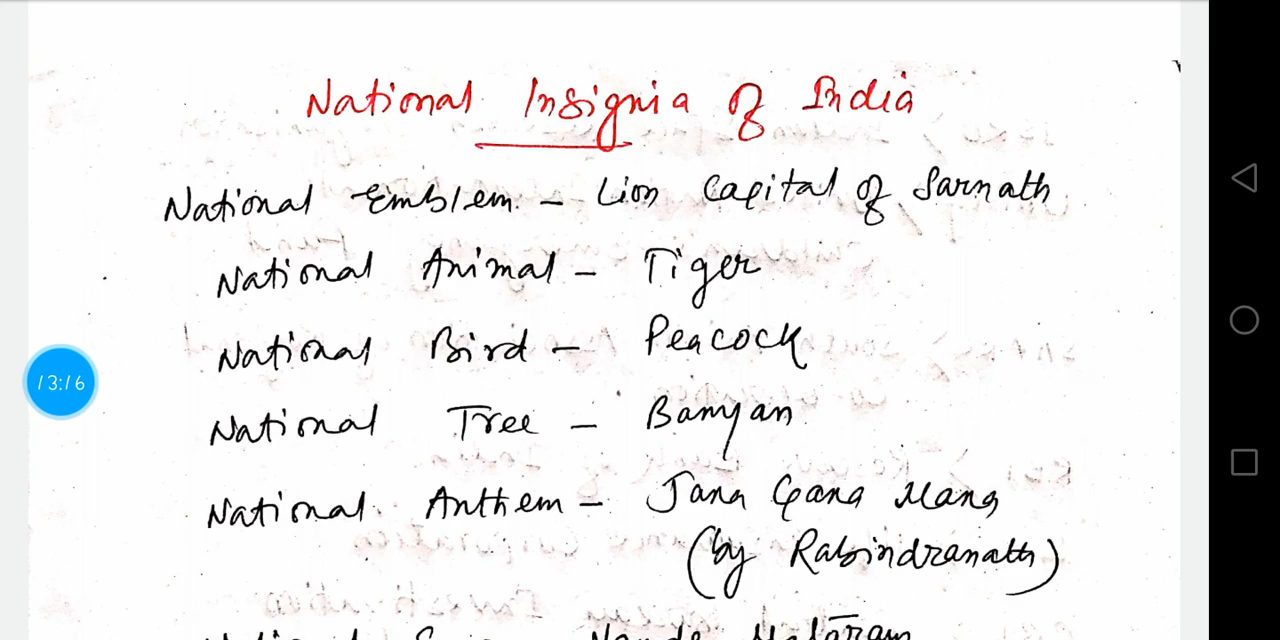 National Insignia of India
National Emblem - Lion Capital of Sarnath
National Animal - Tiger
National Bird - Peacock
National Tree - Banyan
National Anthem - Jana Gana Mana
(by Rabindranath)
13:16